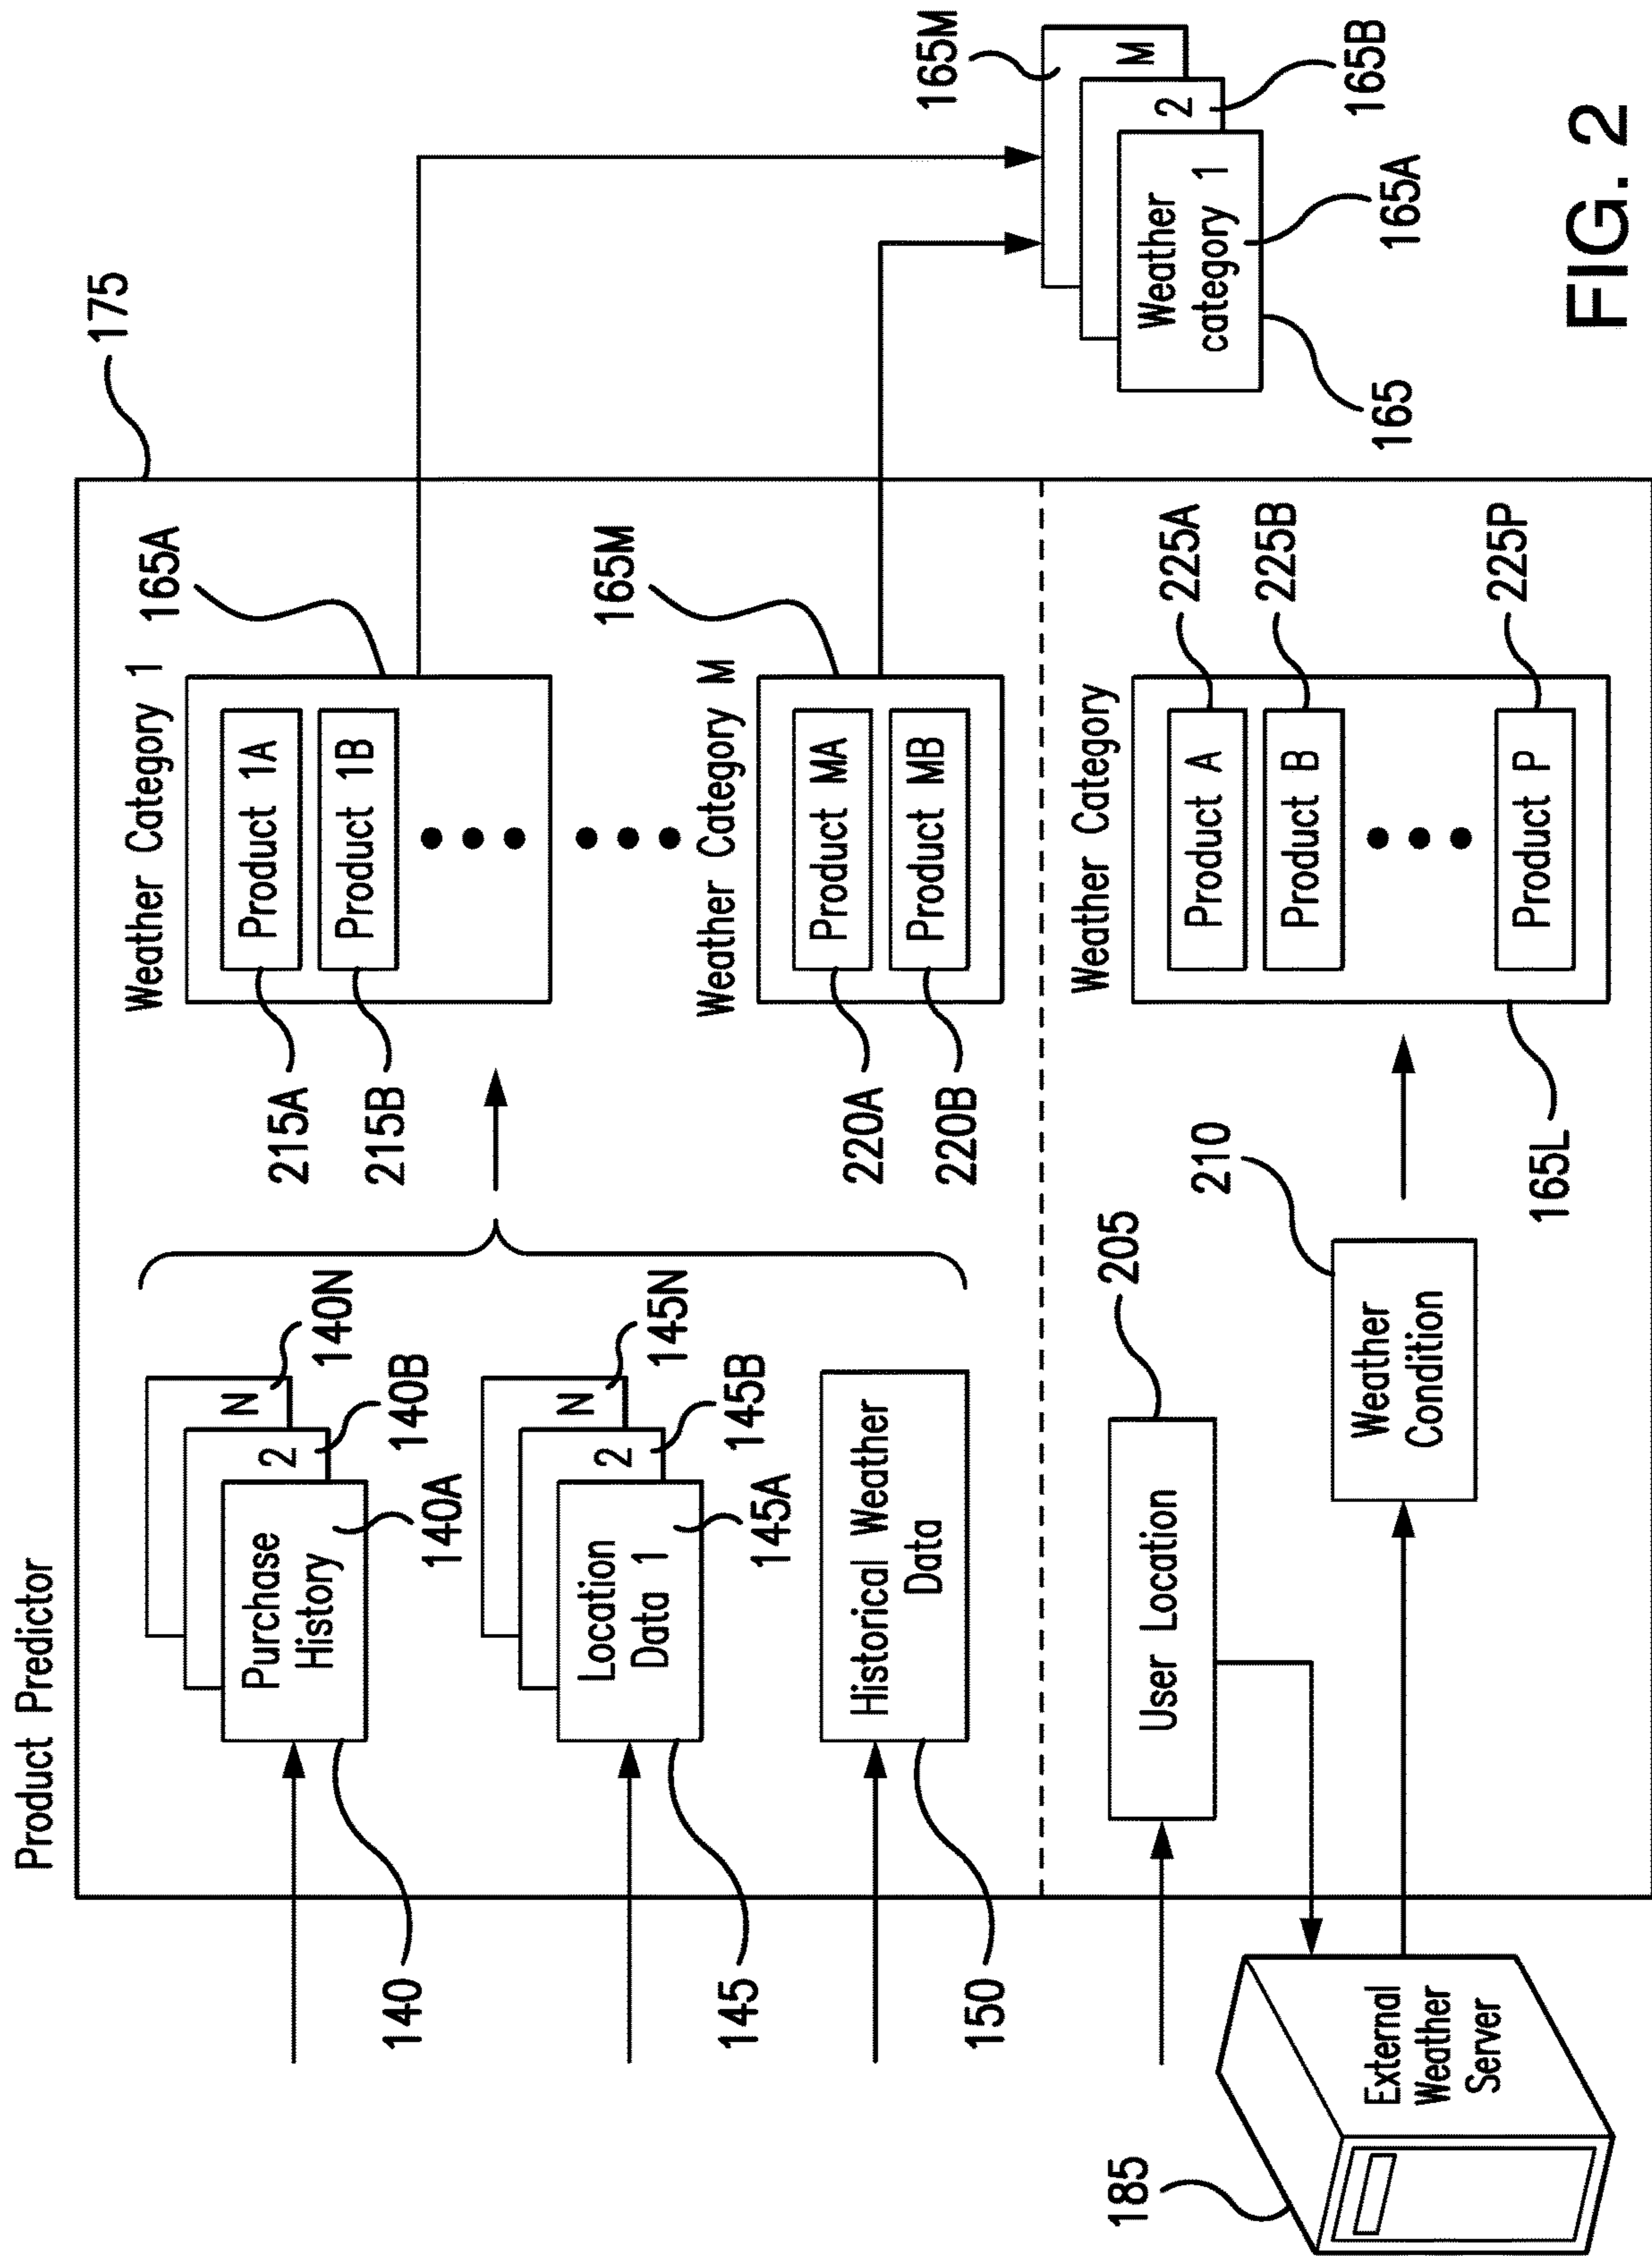 Product Predictor
175
Purchase
History
2
N
140N
140B
140A
140
Location
Data 1
2
N
145N
145B
145A
145
Historical Weather
Data
150
Weather Category 1
165A
Product 1A
Product 1B
215A
215B
Weather Category M
165M
Product MA
Product MB
220A
220B
165M
M
2
165B
Weather
category 1
165A
165
User Location
205
External
Weather
Server
185
Weather
Condition
210
Weather Category
Product A
Product B
Product P
225A
225B
225P
165L
FIG. 2